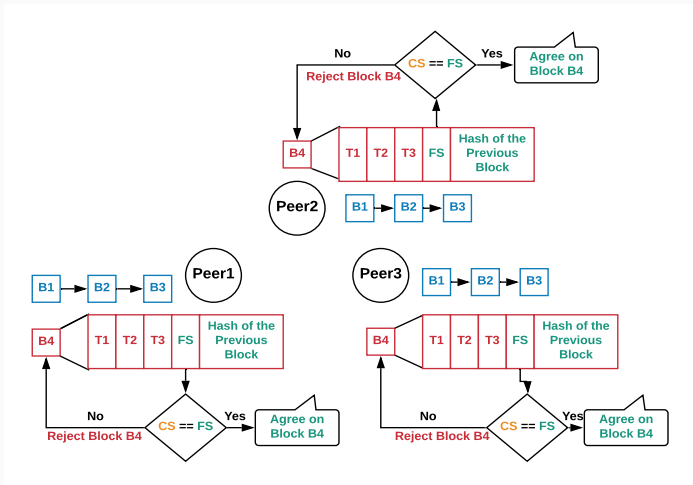 No
CS == FS
Yes
Agree on
Block B4
Reject Block B4
B4
T1
T2
T3
FS
Hash of the
Previous
Block
Peer2
B1
B2
B3
Peer1
B1
B2
B3
B4
T1
T2
T3
FS
Hash of the
Previous
Block
No
Reject Block B4
CS == FS
Yes
Agree on
Block B4
Peer3
B1
B2
B3
B4
T1
T2
T3
FS
Hash of the
Previous
Block
No
Reject Block B4
CS == FS
Yes
Agree on
Block B4